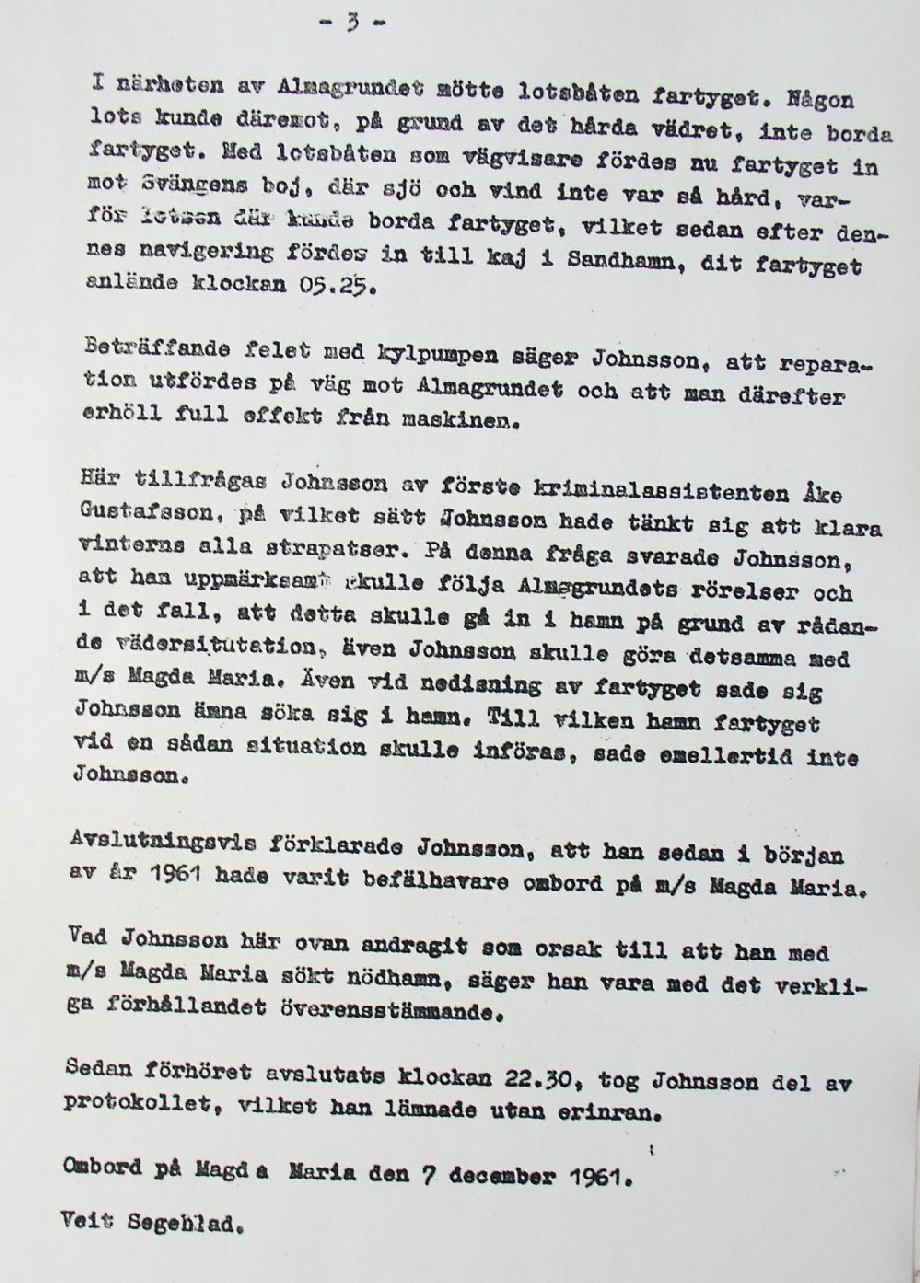 - 3 -
I närheten av Almagrundet mötte lotsbåten fartyget. Någon
lots kunde däremot, på grund av det hårda vädret, inte borda
fartyget. Med lotsbåten som vägvisare fördes nu fartyget in
mot Svängens boj, där sjö och vind inte var så hård, var-
för lotsen där kunde borda fartyget, vilket sedan efter den-
nes navigering fördes in till kaj i Sandhamn, dit fartyget
anlände klockan 05.25.
Beträffande felet med kylpumpen säger Johnsson, att repara-
tion utfördes på väg mot Almagrundet och att man därefter
erhöll full effekt från maskinen.
Här tillfrågas Johnsson av förste kriminalassistenten Åke
Gustafsson, på vilket sätt Johnsson hade tänkt sig att klara
vinterns alla strapatser. På denna fråga svarade Johnsson,
att han uppmärksamt skulle följa Almagrundets rörelser och
i det fall, att detta skulle gå in i hamn på grund av rådan-
de vädersitutation, även Johnsson skulle göra detsamma med
m/s Magda Maria. Även vid nedisning av fartyget sade sig
Johnsson ämna söka sig i hamn. Till vilken hamn fartyget
vid en sådan situation skulle införas, sade emellertid inte
Johnsson.
Avslutningsvis förklarade Johnsson, att han sedan i början
av år 1961 hade varit befälhavare ombord på m/s Magda Maria.
Vad Johnsson här ovan andragit som orsak till att han med
m/s Magda Maria sökt nödhamn, säger han vara med det verkli-
ga förhållandet överensstämmande.
Sedan förhöret avslutats klockan 22.30, tog Johnsson del av
protokollet, vilket han lämnade utan erinran.
Ombord på Magda Maria den 7 december 1961.
Veit Segeblad.